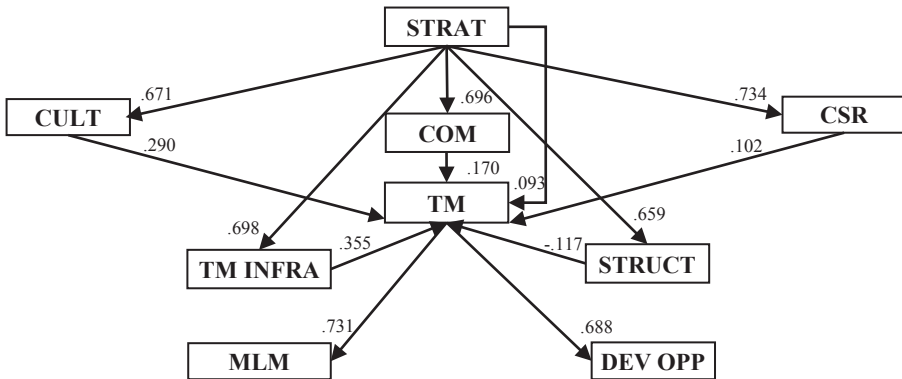 STRAT
.671
.696
.734
CULT
COM
CSR
.290
.102
.170
.093
TM
.698
.355
-.117
.659
TM INFRA
STRUCT
.731
.688
MLM
DEV OPP